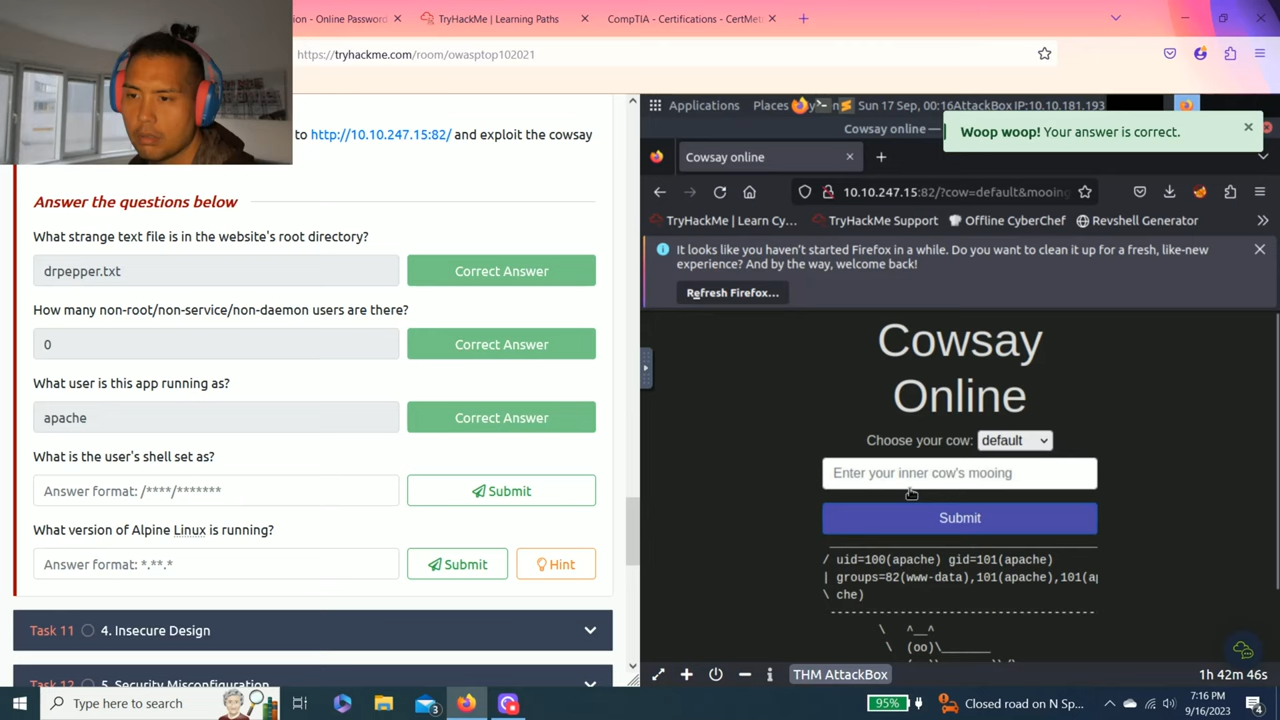 ion - Online Password
TryHackMe | Learning Paths
CompTIA - Certifications - CertMet
https://tryhackme.com/room/owasptop102021
to http://10.10.247.15:82/ and exploit the cowsay
Answer the questions below
What strange text file is in the website's root directory?
drpepper.txt
Correct Answer
How many non-root/non-service/non-daemon users are there?
0
Correct Answer
What user is this app running as?
apache
Correct Answer
What is the user's shell set as?
Answer format: /****/*******
Submit
What version of Alpine Linux is running?
Answer format: *.**.*
Submit
Hint
Task 11
4. Insecure Design
Task 12
5. Security Misconfiguration
Applications
Places
Sun 17 Sep, 00:16
AttackBox IP:10.10.181.193
Cowsay online —
Woop woop! Your answer is correct.
Cowsay online
10.10.247.15:82/?cow=default&mooing
TryHackMe | Learn Cy...
TryHackMe Support
Offline CyberChef
Revshell Generator
It looks like you haven't started Firefox in a while. Do you want to clean it up for a fresh, like-new
experience? And by the way, welcome back!
Refresh Firefox...
Cowsay
Online
Choose your cow: default
Enter your inner cow's mooing
Submit
/ uid=100(apache) gid=101(apache)
| groups=82(www-data),101(apache),101(ap
\ che)
\   ^__^
\  (oo)\_______
THM AttackBox
1h 42m 46s
Type here to search
3
95%
Closed road on N Sp...
7:16 PM
9/16/2023
4